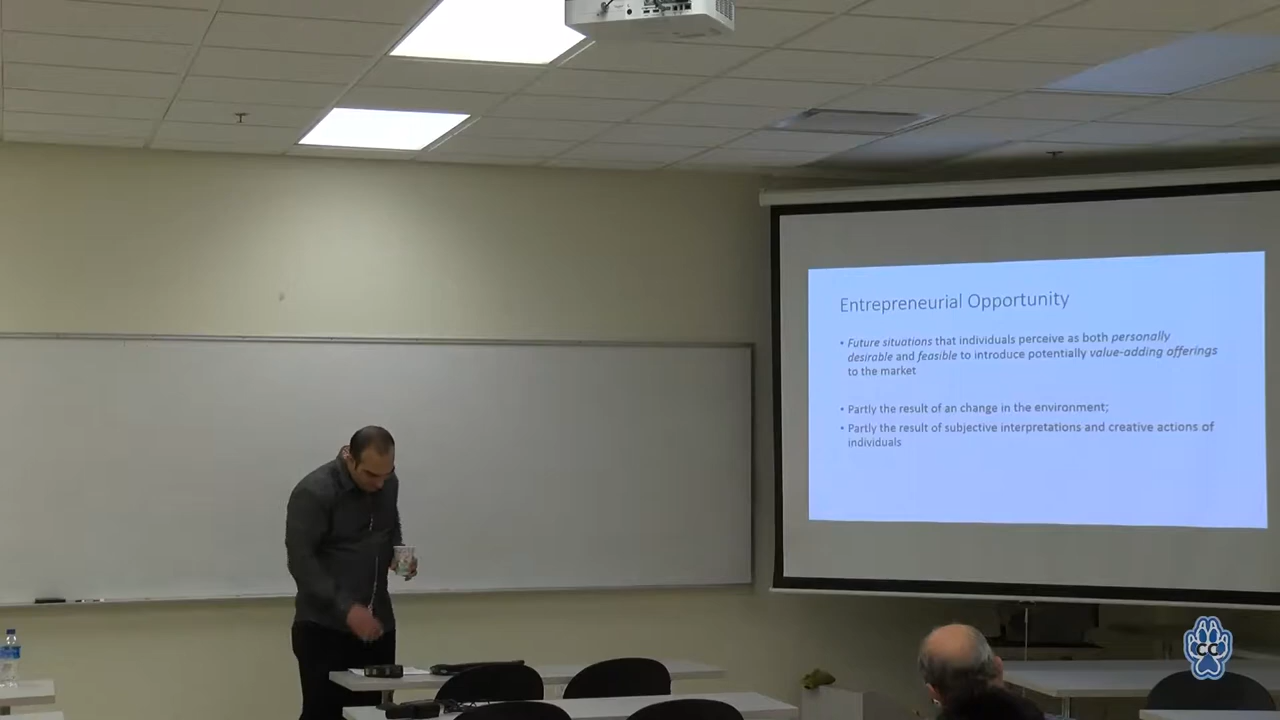 Entrepreneurial Opportunity
• Future situations that individuals perceive as both personally
desirable and feasible to introduce potentially value-adding offerings
to the market
• Partly the result of an change in the environment;
• Partly the result of subjective interpretations and creative actions of
individuals
CC